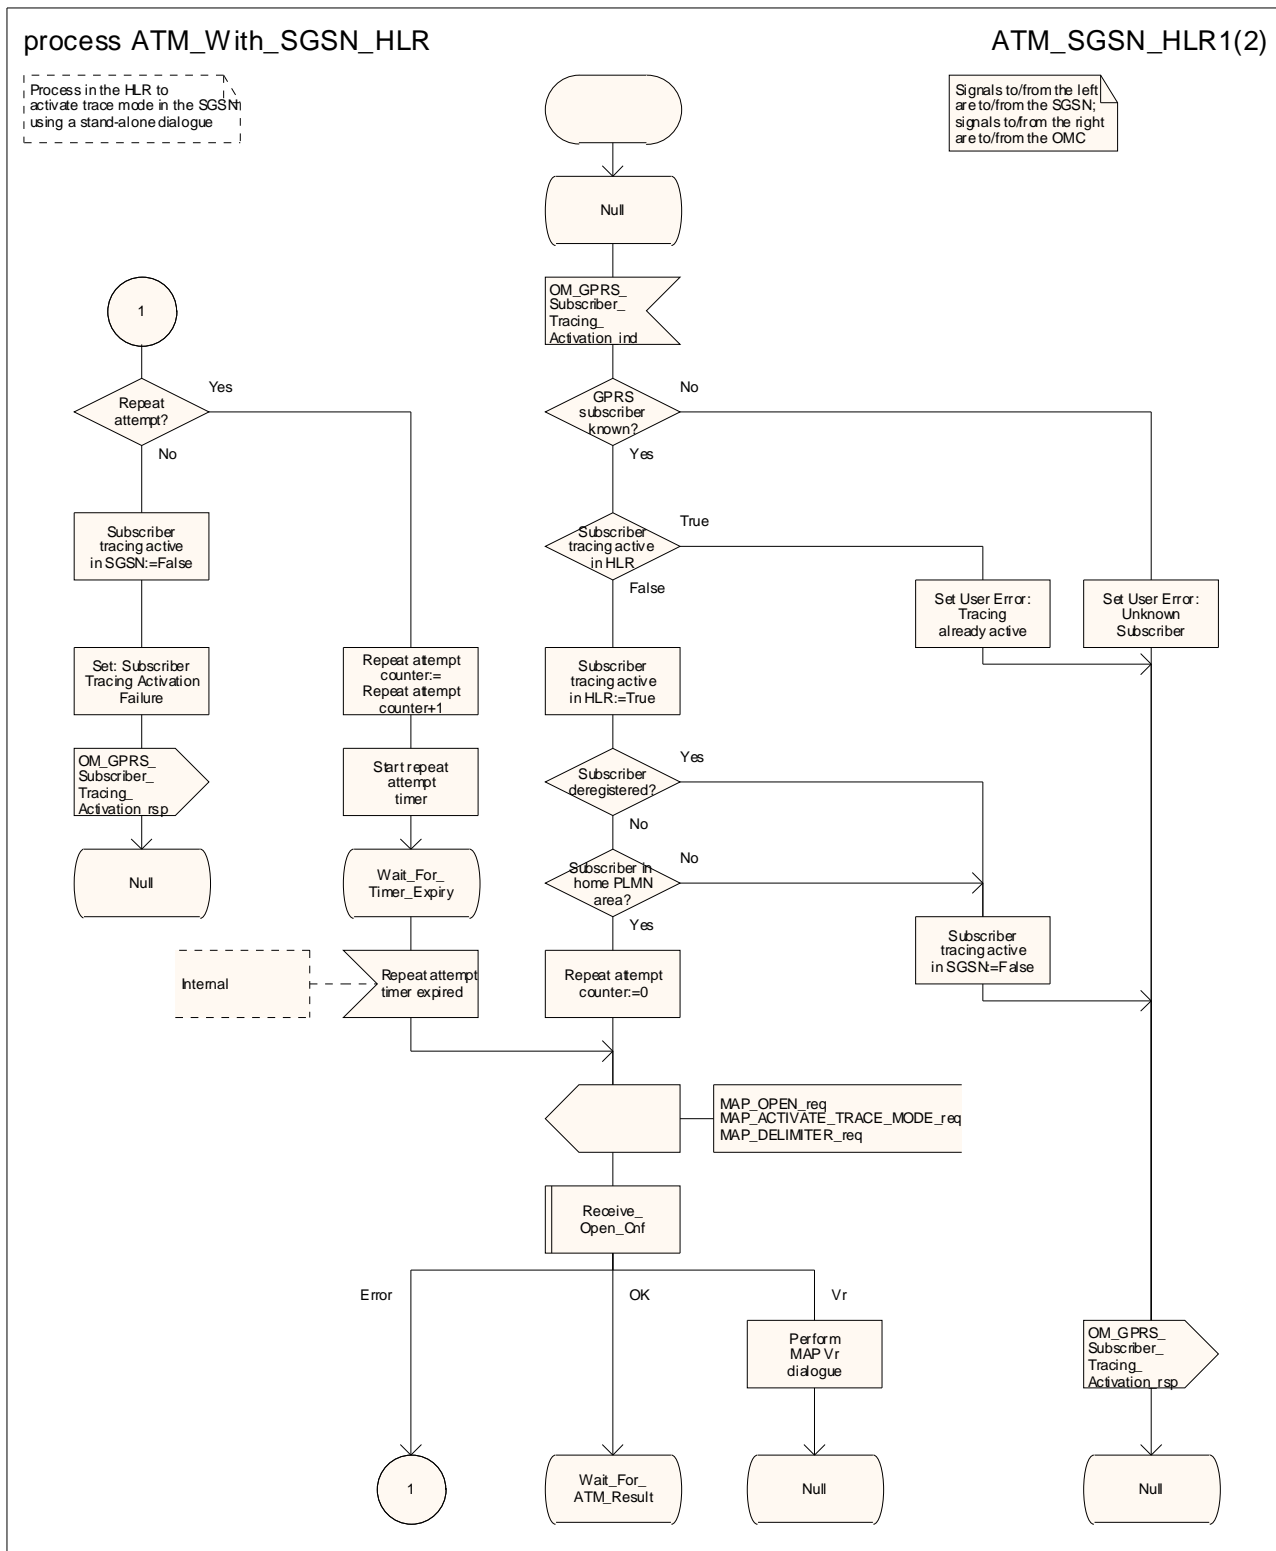 process ATM_With_SGSN_HLR
ATM_SGSN_HLR1(2)
Process in the HLR to
activate trace mode in the SGSN
using a stand-alone dialogue
Signals to/from the left
are to/from the SGSN;
signals to/from the right
are to/from the OMC
Null
OM_GPRS_
Subscriber_
Tracing_
Activation_ind
1
Yes
No
Repeat
attempt?
GPRS
subscriber
known?
No
Yes
Subscriber
tracing active
in SGSN:=False
Subscriber
tracing active
in HLR
True
False
Set User Error:
Tracing
already active
Set User Error:
Unknown
Subscriber
Set: Subscriber
Tracing Activation
Failure
Repeat attempt
counter:=
Repeat attempt
counter+1
Subscriber
tracing active
in HLR:=True
OM_GPRS_
Subscriber_
Tracing_
Activation_rsp
Start repeat
attempt
timer
Subscriber
deregistered?
Yes
No
Null
Wait_For_
Timer_Expiry
Subscriber in
home PLMN
area?
No
Yes
Subscriber
tracing active
in SGSN:=False
Internal
Repeat attempt
timer expired
Repeat attempt
counter:=0
MAP_OPEN_req
MAP_ACTIVATE_TRACE_MODE_req
MAP_DELIMITER_req
Receive_
Open_Cnf
Error
OK
Vr
Perform
MAP Vr
dialogue
OM_GPRS_
Subscriber_
Tracing_
Activation_rsp
1
Wait_For_
ATM_Result
Null
Null